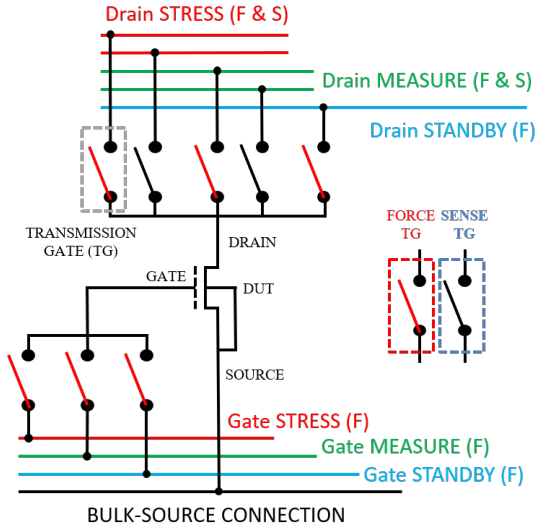 Drain STRESS (F & S)
Drain MEASURE (F & S)
Drain STANDBY (F)
TRANSMISSION
GATE (TG)
DRAIN
FORCE
TG
SENSE
TG
GATE
DUT
SOURCE
Gate STRESS (F)
Gate MEASURE (F)
Gate STANDBY (F)
BULK-SOURCE CONNECTION